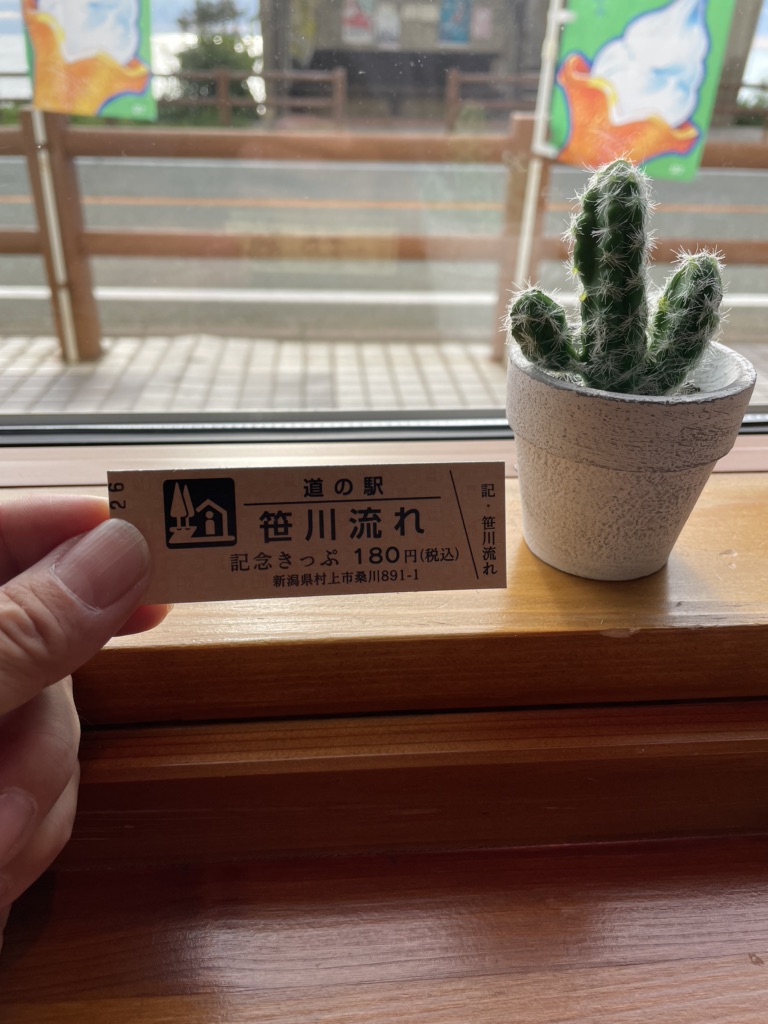 26
道の駅
笹川流れ
記念きっぷ 180円(税込)
新潟県村上市桑川891-1
記・笹川流れ